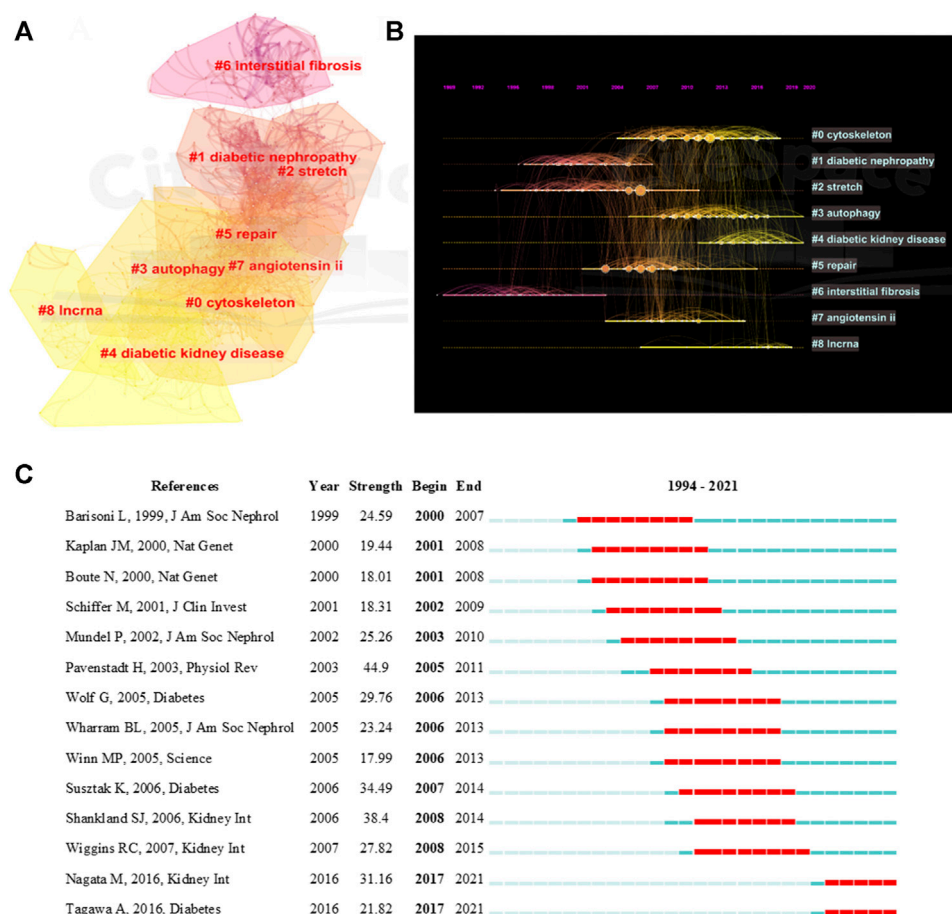 A
#6 interstitial fibrosis
#1 diabetic nephropathy
#2 stretch
#5 repair
#3 autophagy
#7 angiotensin ii
#8 lncrna
#0 cytoskeleton
#4 diabetic kidney disease
B
#0 cytoskeleton
#1 diabetic nephropathy
#2 stretch
#3 autophagy
#4 diabetic kidney disease
#5 repair
#6 interstitial fibrosis
#7 angiotensin ii
#8 lncrna
C
References Year Strength Begin End 1994 - 2021
Barisoni L, 1999, J Am Soc Nephrol 1999 24.59 2000 2007
Kaplan JM, 2000, Nat Genet 2000 19.44 2001 2008
Boute N, 2000, Nat Genet 2000 18.01 2001 2008
Schiffer M, 2001, J Clin Invest 2001 18.31 2002 2009
Mundel P, 2002, J Am Soc Nephrol 2002 25.26 2003 2010
Pavenstadt H, 2003, Physiol Rev 2003 44.9 2005 2011
Wolf G, 2005, Diabetes 2005 29.76 2006 2013
Wharram BL, 2005, J Am Soc Nephrol 2005 23.24 2006 2013
Winn MP, 2005, Science 2005 17.99 2006 2013
Susztak K, 2006, Diabetes 2006 34.49 2007 2014
Shankland SJ, 2006, Kidney Int 2006 38.4 2008 2014
Wiggins RC, 2007, Kidney Int 2007 27.82 2008 2015
Nagata M, 2016, Kidney Int 2016 31.16 2017 2021
Tagawa A, 2016, Diabetes 2016 21.82 2017 2021